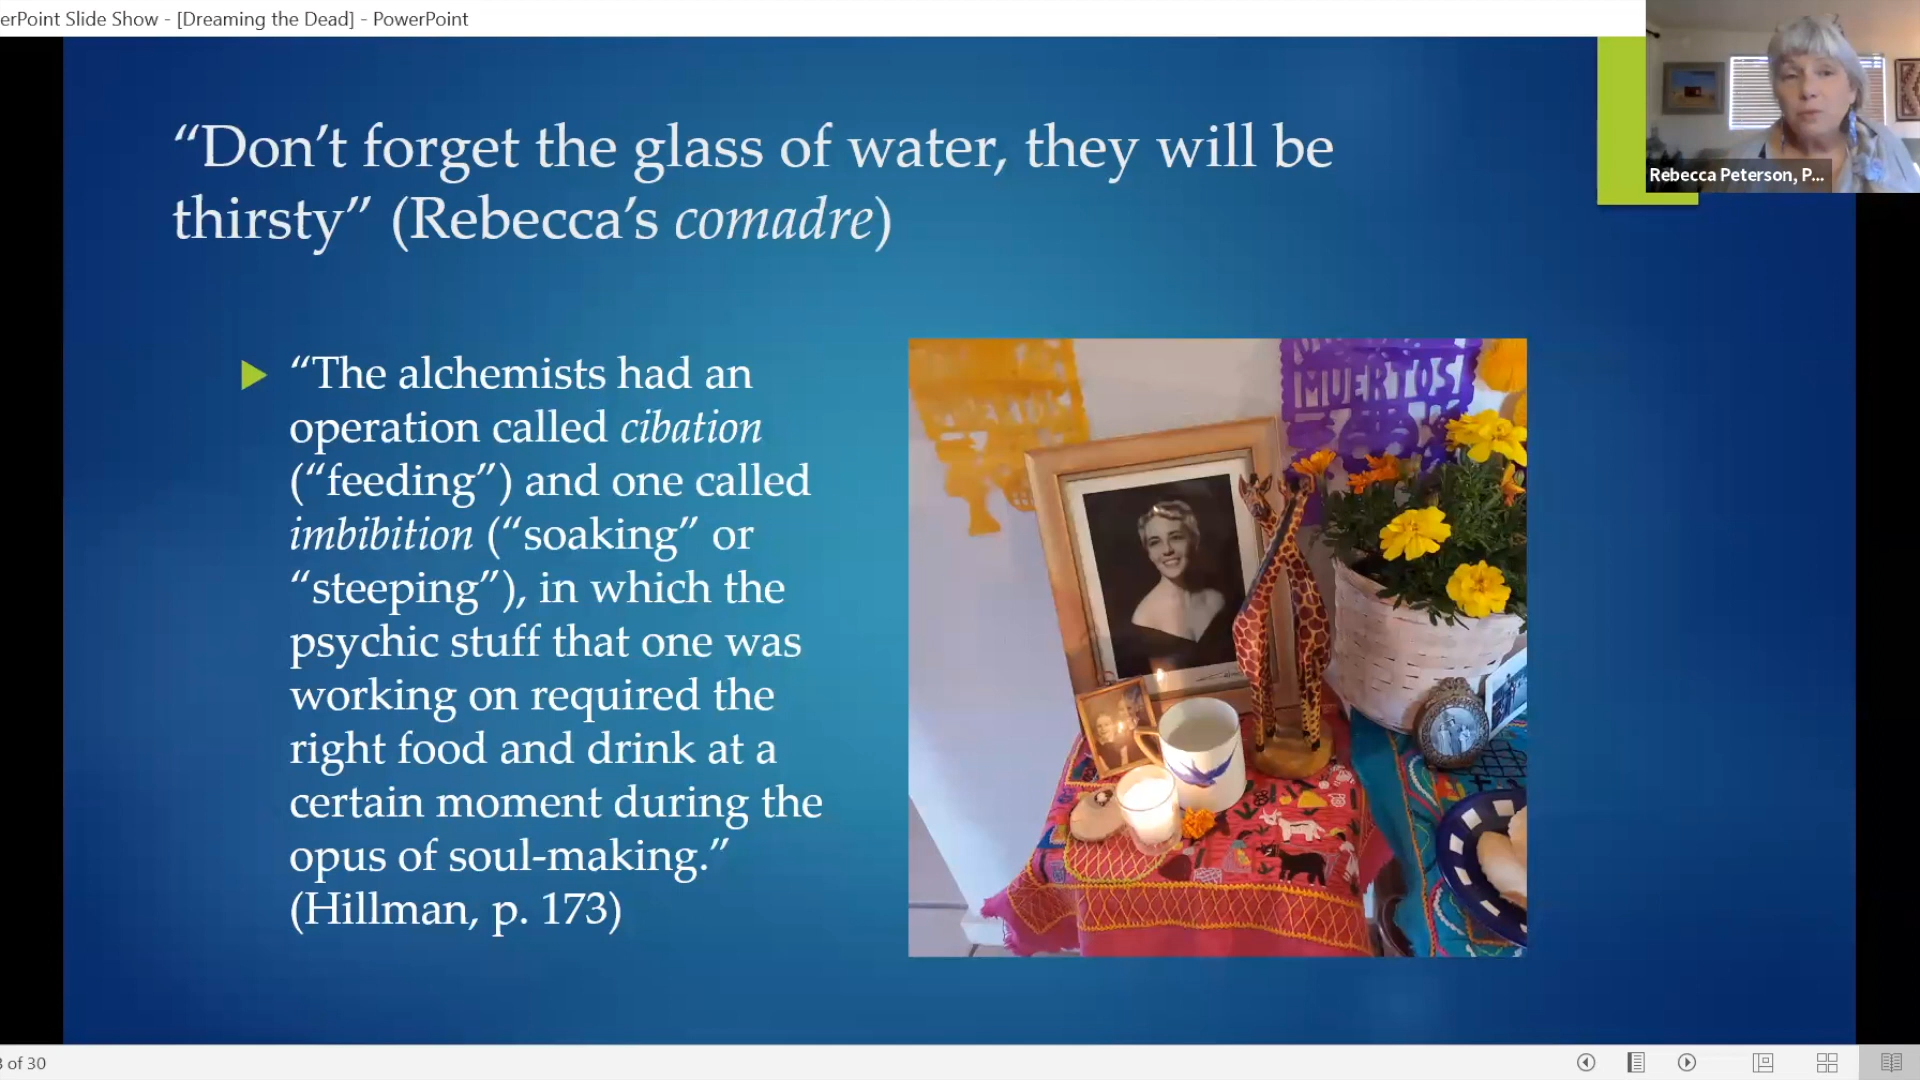 erPoint Slide Show - [Dreaming the Dead] - PowerPoint
“Don’t forget the glass of water, they will be
thirsty” (Rebecca’s comadre)
Rebecca Peterson, P...
“The alchemists had an
operation called cibation
(“feeding”) and one called
imbibition (“soaking” or
“steeping”), in which the
psychic stuff that one was
working on required the
right food and drink at a
certain moment during the
opus of soul-making.”
(Hillman, p. 173)
MUERTOS
of 30